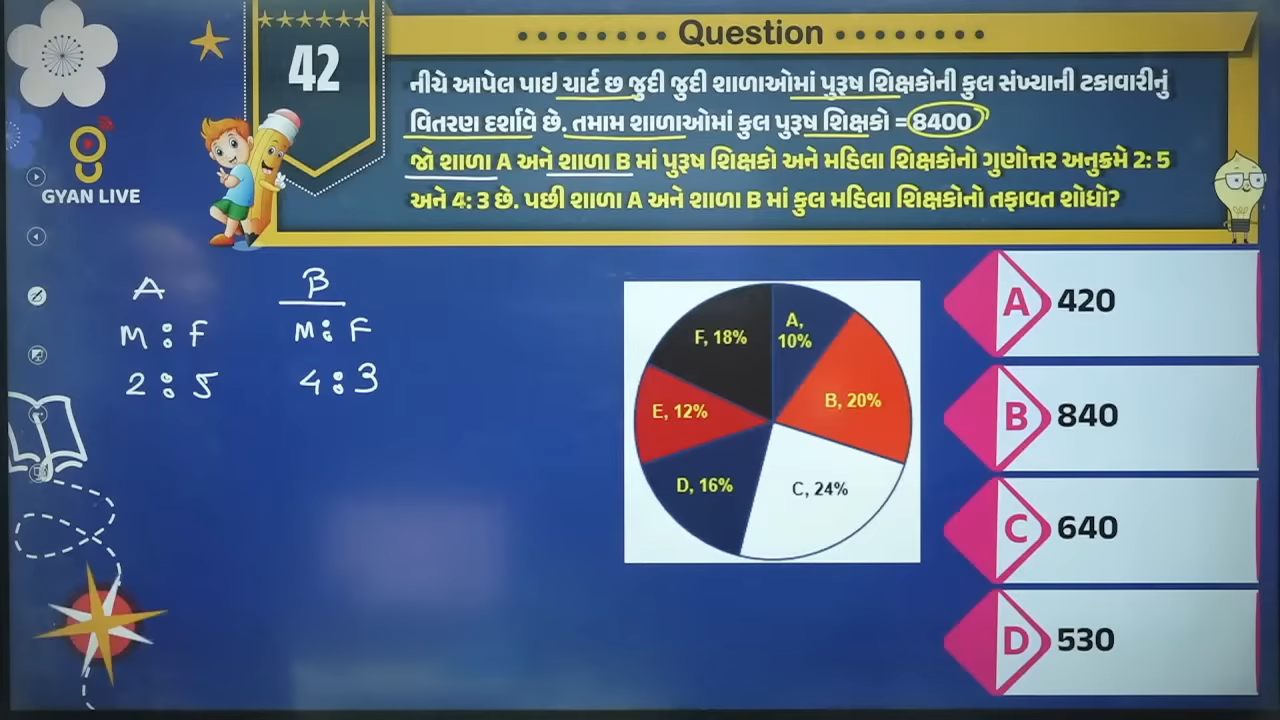 Question
42
નીચે આપેલ પાઇ ચાર્ટ છ જુદી જુદી શાળાઓમાં પુરૂષ શિક્ષકોની કુલ સંખ્યાની ટકાવારીનું
વિતરણ દર્શાવે છે. તમામ શાળાઓમાં કુલ પુરૂષ શિક્ષકો =8400
જો શાળા A અને શાળા B માં પુરૂષ શિક્ષકો અને મહિલા શિક્ષકોનો ગુણોત્તર અનુક્રમે 2: 5
અને 4: 3 છે. પછી શાળા A અને શાળા B માં કુલ મહિલા શિક્ષકોનો તફાવત શોધો?
GYAN LIVE
A B
M : F M : F
2 : 5 4 : 3
A,
10%
B, 20%
C, 24%
D, 16%
E, 12%
F, 18%
A 420
B 840
C 640
D 530